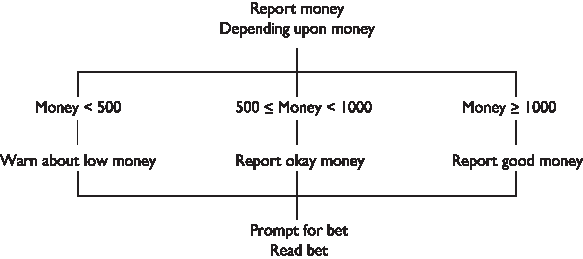 Report money
Depending upon money
Money < 500
500 ≤ Money < 1000
Money ≥ 1000
Warn about low money
Report okay money
Report good money
Prompt for bet
Read bet